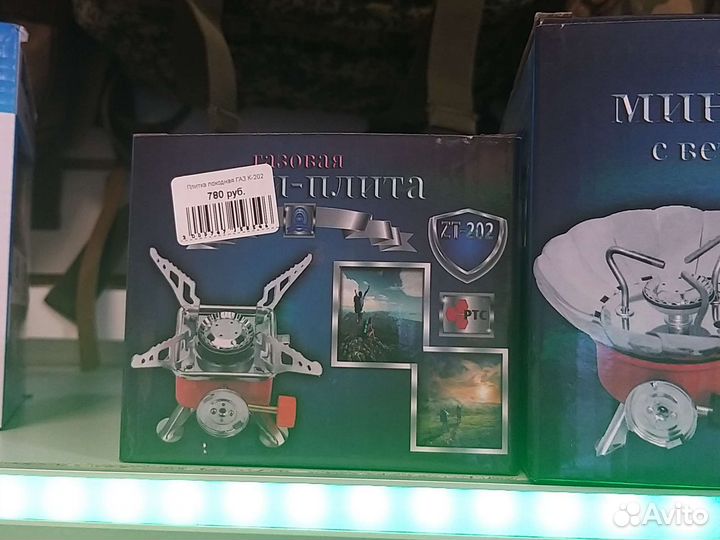 газовая
-плита
Плитка походная ГАЗ К-202
780 руб.
ZT-202
РТС
МИН
с ве
Avito